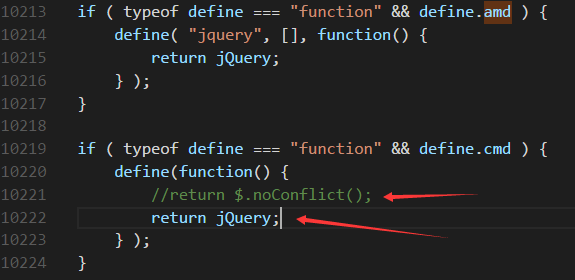 10213 if ( typeof define === "function" && define.amd ) {
10214     define( "jquery", [], function() {
10215         return jQuery;
10216     } );
10217 }
10218
10219 if ( typeof define === "function" && define.cmd ) {
10220     define(function() {
10221         //return $.noConflict();
10222         return jQuery;
10223     } );
10224 }